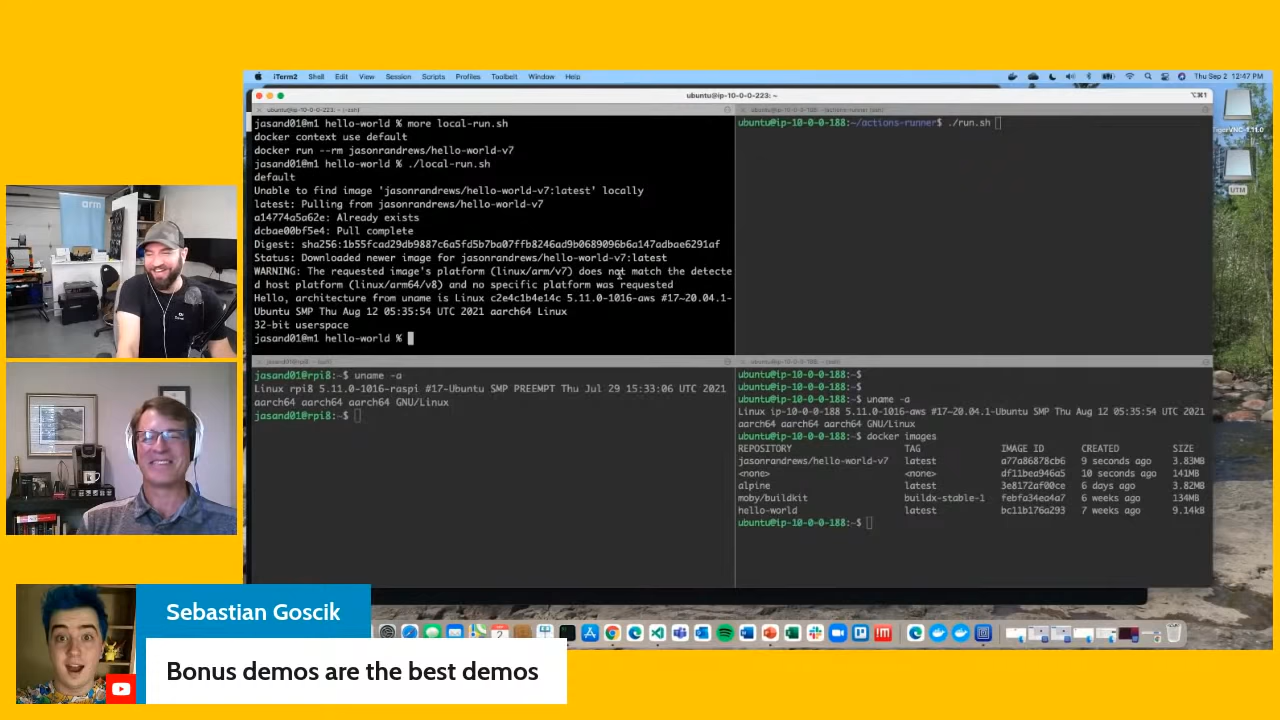 iTerm2 Shell Edit View Session Scripts Profiles Toolbelt Window Help
Thu Sep 2 12:47 PM
ubuntu@ip-10-0-0-223: ~
⌥⌘1
jasand01@m1 hello-world % more local-run.sh
docker context use default
docker run --rm jasonrandrews/hello-world-v7
jasand01@m1 hello-world % ./local-run.sh
default
Unable to find image 'jasonrandrews/hello-world-v7:latest' locally
latest: Pulling from jasonrandrews/hello-world-v7
a14774a5a62e: Already exists
dcbae00bf5e4: Pull complete
Digest: sha256:1b55fcad29db9887c6a5fd5b7ba07ffb8246ad9b0689096b6a147adbae6291af
Status: Downloaded newer image for jasonrandrews/hello-world-v7:latest
WARNING: The requested image's platform (linux/arm/v7) does not match the detecte
d host platform (linux/arm64/v8) and no specific platform was requested
Hello, architecture from uname is Linux c2e4c1b4e14c 5.11.0-1016-aws #17~20.04.1-
Ubuntu SMP Thu Aug 12 05:35:54 UTC 2021 aarch64 Linux
32-bit userspace
jasand01@m1 hello-world %
ubuntu@ip-10-0-0-188:~/actions-runner$ ./run.sh
jasand01@rpi8:~$ uname -a
Linux rpi8 5.11.0-1016-raspi #17-Ubuntu SMP PREEMPT Thu Jul 29 15:33:06 UTC 2021
aarch64 aarch64 aarch64 GNU/Linux
jasand01@rpi8:~$
ubuntu@ip-10-0-0-188:~$
ubuntu@ip-10-0-0-188:~$
ubuntu@ip-10-0-0-188:~$ uname -a
Linux ip-10-0-0-188 5.11.0-1016-aws #17~20.04.1-Ubuntu SMP Thu Aug 12 05:35:54 UTC 2021
aarch64 aarch64 aarch64 GNU/Linux
ubuntu@ip-10-0-0-188:~$ docker images
REPOSITORY TAG IMAGE ID CREATED SIZE
jasonrandrews/hello-world-v7 latest a77a86878cb6 9 seconds ago 3.83MB
<none> <none> df11bea946a5 10 seconds ago 141MB
alpine latest 3e8172af00ce 6 days ago 3.82MB
moby/buildkit buildx-stable-1 febfa34ea4a7 6 weeks ago 134MB
hello-world latest bc11b176a293 7 weeks ago 9.14kB
ubuntu@ip-10-0-0-188:~$
UTM
arm
Sebastian Goscik
Bonus demos are the best demos